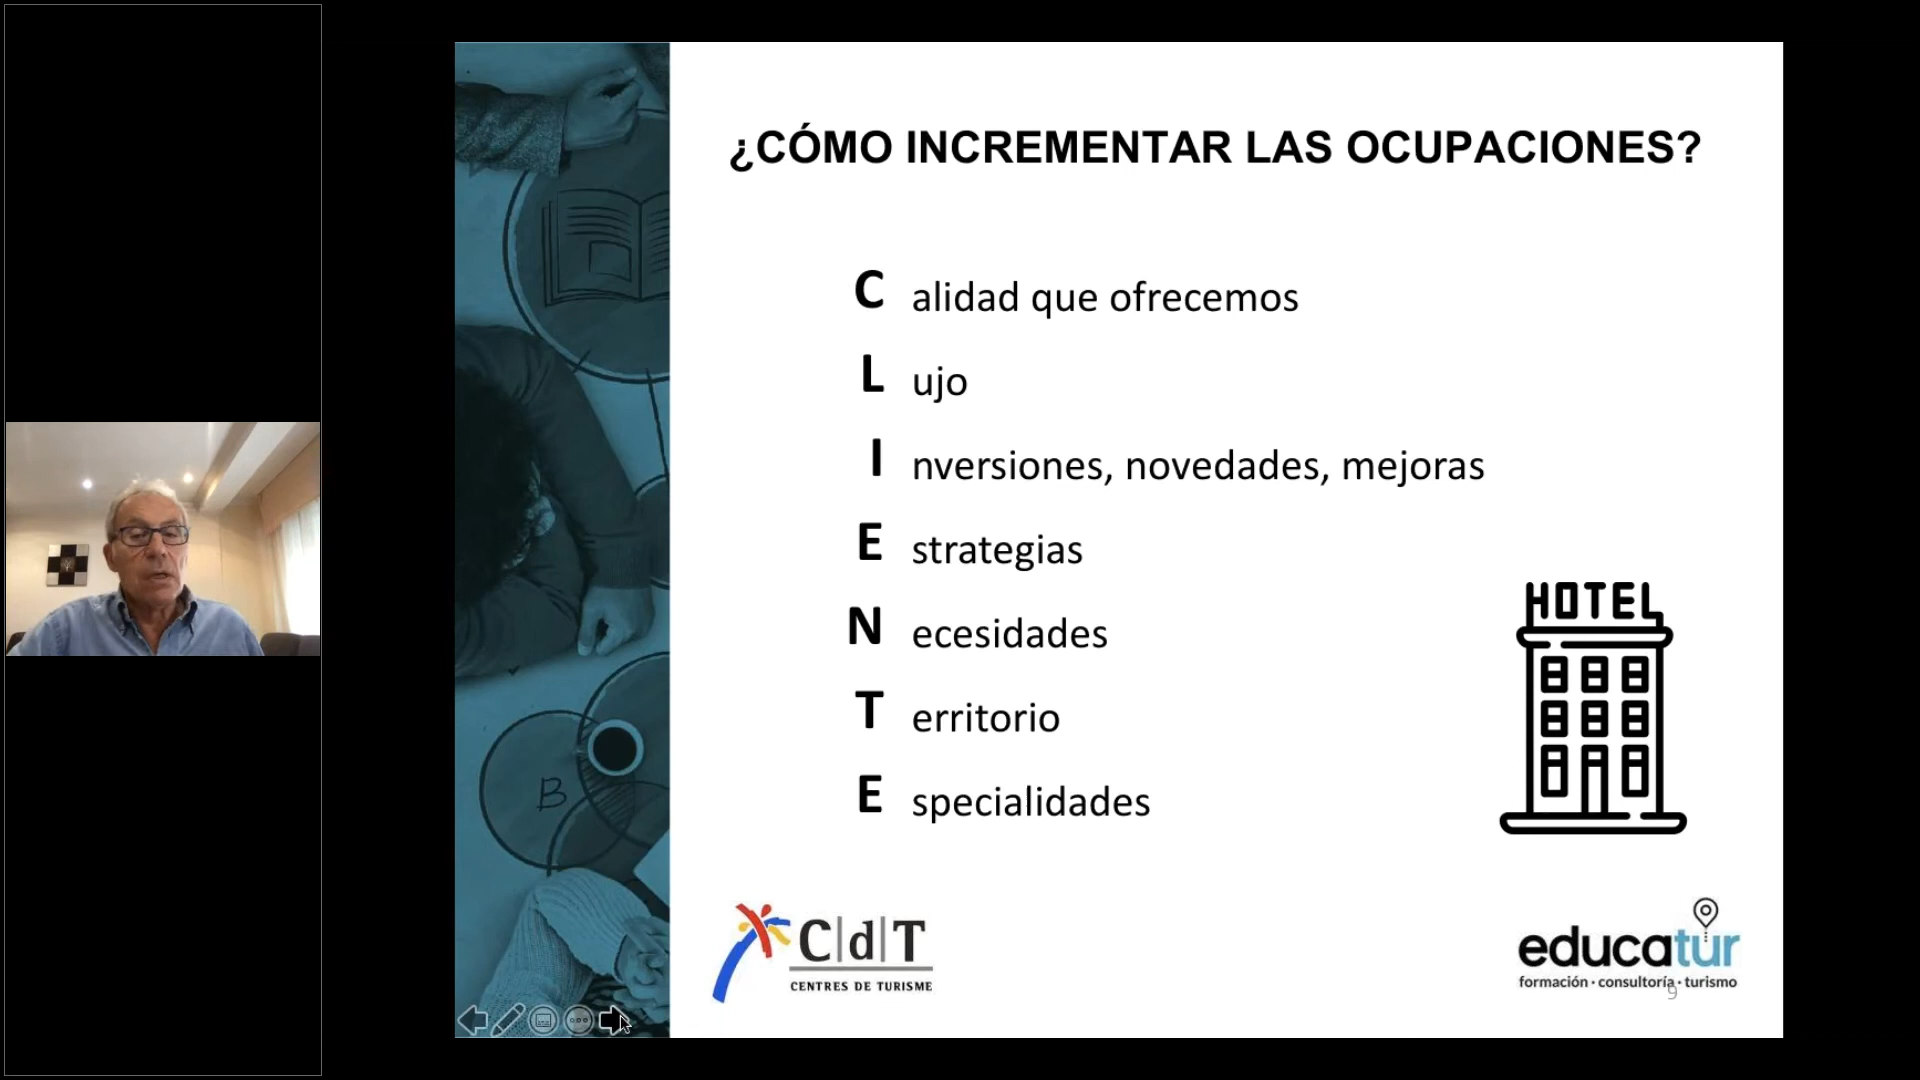 ¿CÓMO INCREMENTAR LAS OCUPACIONES?
C alidad que ofrecemos
L ujo
I nversiones, novedades, mejoras
E strategias
N ecesidades
T erritorio
E specialidades
HOTEL
B
C|d|T
CENTRES DE TURISME
educatur
formación · consultoría · turismo
9